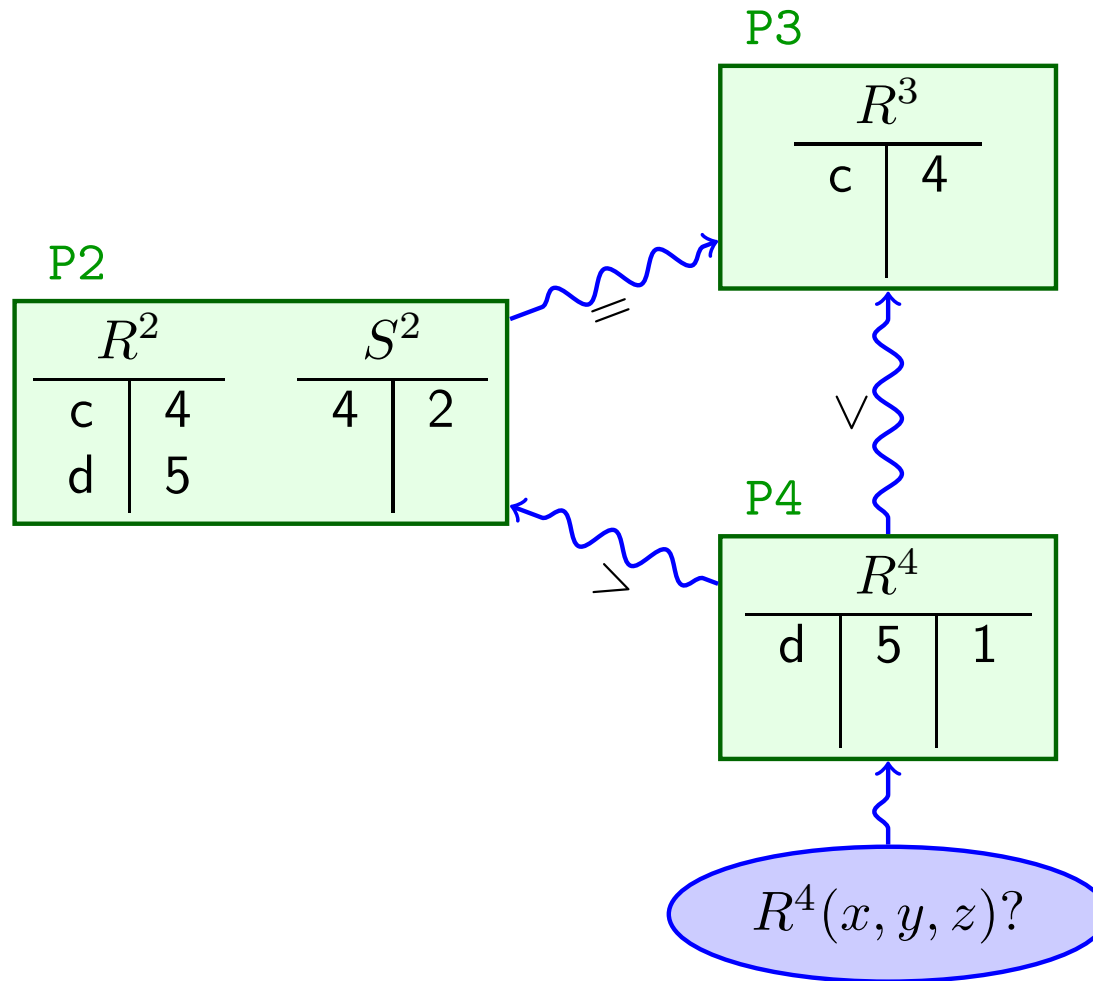 P3
R³
c 4
P2
R² S²
c 4 4 2
d 5
=
<
P4
<
R⁴
d 5 1
R⁴(x, y, z)?